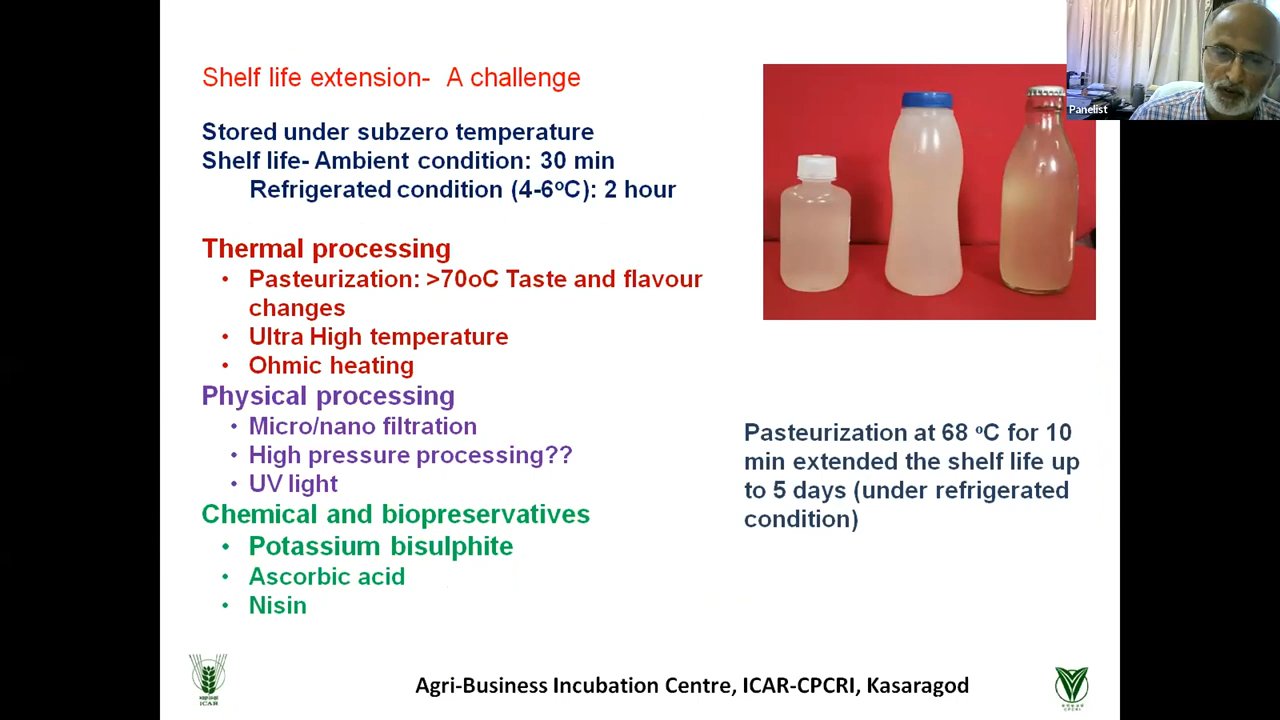 Shelf life extension- A challenge
Stored under subzero temperature
Shelf life- Ambient condition: 30 min
Refrigerated condition (4-6ºC): 2 hour
Thermal processing
• Pasteurization: >70oC Taste and flavour
changes
• Ultra High temperature
• Ohmic heating
Physical processing
• Micro/nano filtration
• High pressure processing??
• UV light
Chemical and biopreservatives
• Potassium bisulphite
• Ascorbic acid
• Nisin
Panelist
Pasteurization at 68 ºC for 10
min extended the shelf life up
to 5 days (under refrigerated
condition)
ICAR
Agri-Business Incubation Centre, ICAR-CPCRI, Kasaragod
CPCRI